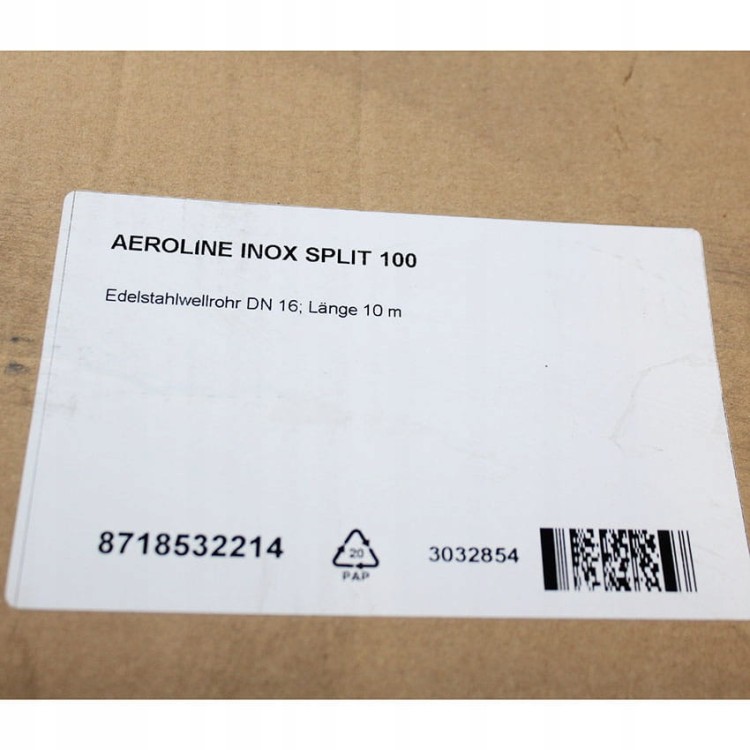 AEROLINE INOX SPLIT 100
Edelstahlwellrohr DN 16; Länge 10 m
8718532214
20
PAP
3032854